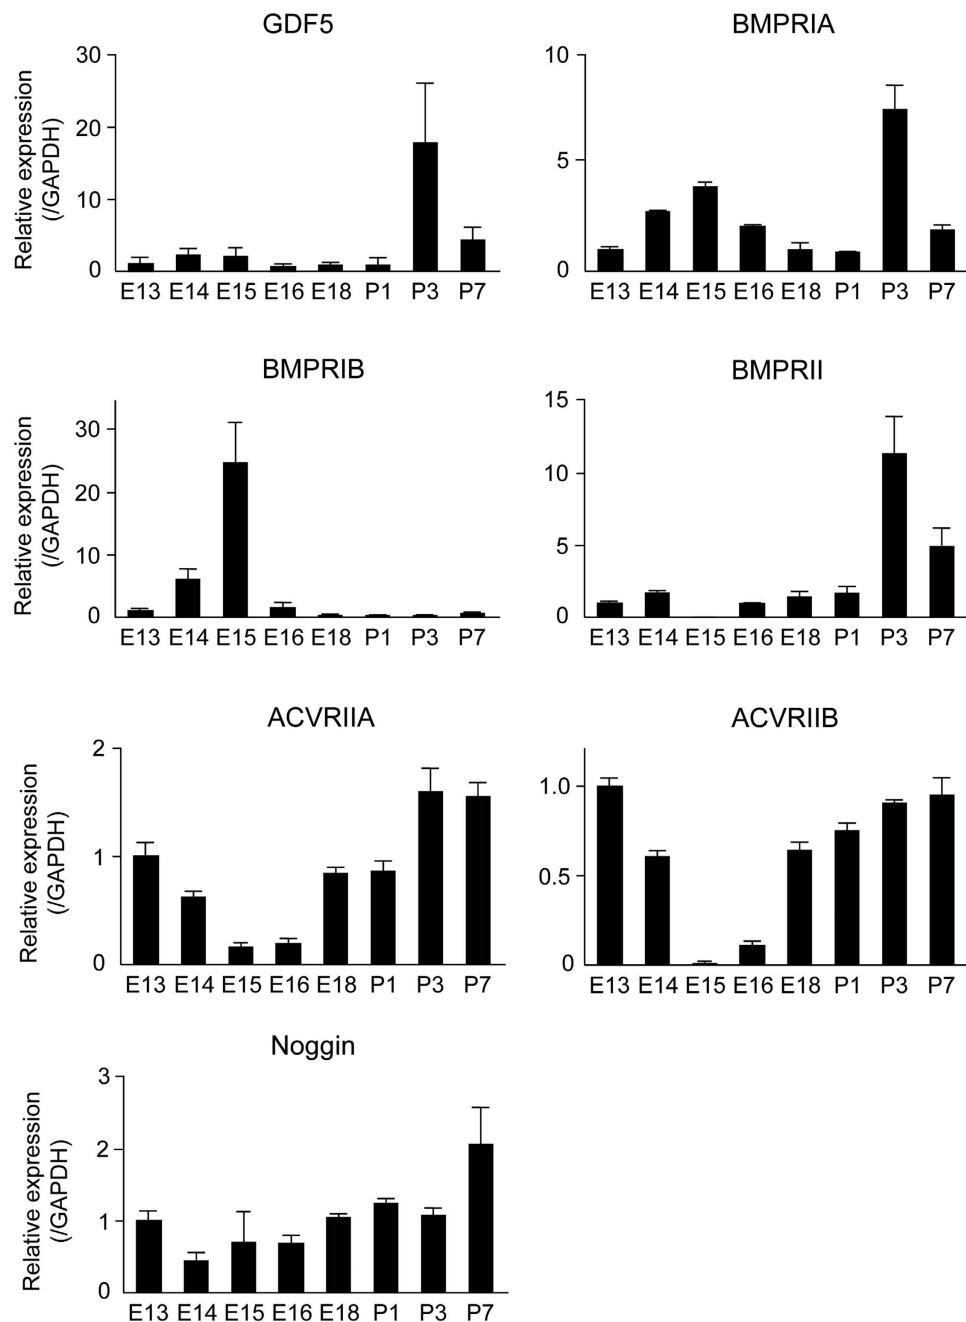 GDF5
Relative expression
(/GAPDH)
30
20
10
0
E13 E14 E15 E16 E18 P1 P3 P7
BMPRIA
10
5
0
E13 E14 E15 E16 E18 P1 P3 P7
BMPRIB
Relative expression
(/GAPDH)
30
20
10
0
E13 E14 E15 E16 E18 P1 P3 P7
BMPRII
15
10
5
0
E13 E14 E15 E16 E18 P1 P3 P7
ACVRIIA
Relative expression
(/GAPDH)
2
1
0
E13 E14 E15 E16 E18 P1 P3 P7
ACVRIIB
1.0
0.5
0
E13 E14 E15 E16 E18 P1 P3 P7
Noggin
Relative expression
(/GAPDH)
3
2
1
0
E13 E14 E15 E16 E18 P1 P3 P7